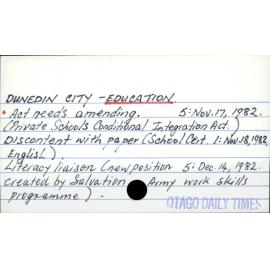 DUNEDIN CITY - EDUCATION.
* Act needs amending. 5: Nov. 17, 1982.
(Private Schools Conditional Integration Act.)
Discontent with paper (School Cert. 1: Nov. 18, 1982.
English).
Literacy liaison (new position 5: Dec. 14, 1982.
created by Salvation Army work skills
programme) -
OTAGO DAILY TIMES